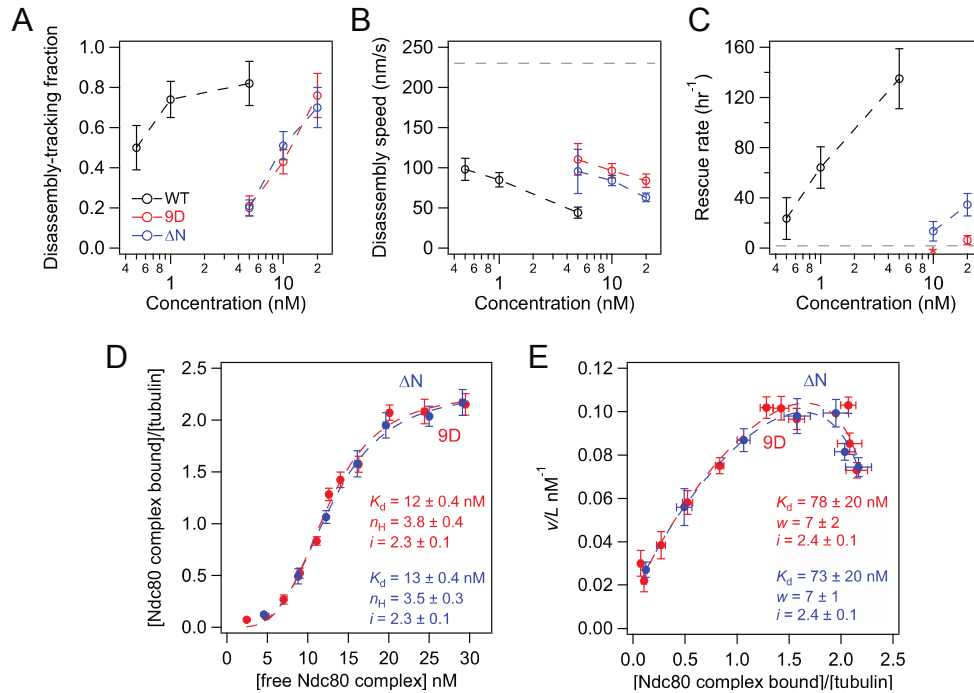 A
Disassembly-tracking fraction
1.0
0.8
0.6
0.4
0.2
0.0
WT
9D
ΔN
4 6 8 1 2 4 6 8 10 2
Concentration (nM)
B
Disassembly speed (nm/s)
250
200
150
100
50
0
4 6 8 1 2 4 6 8 10 2
Concentration (nM)
C
Rescue rate (hr⁻¹)
160
120
80
40
0
*
4 6 8 1 2 4 6 8 10 2
Concentration (nM)
D
[Ndc80 complex bound]/[tubulin]
2.5
2.0
1.5
1.0
0.5
0.0
ΔN
9D
Kd = 12 ± 0.4 nM
nH = 3.8 ± 0.4
i = 2.3 ± 0.1
Kd = 13 ± 0.4 nM
nH = 3.5 ± 0.3
i = 2.3 ± 0.1
0 5 10 15 20 25 30
[free Ndc80 complex] nM
E
v/L nM⁻¹
0.12
0.10
0.08
0.06
0.04
0.02
0.00
ΔN
9D
Kd = 78 ± 20 nM
w = 7 ± 2
i = 2.4 ± 0.1
Kd = 73 ± 20 nM
w = 7 ± 1
i = 2.4 ± 0.1
0.0 0.5 1.0 1.5 2.0 2.5
[Ndc80 complex bound]/[tubulin]